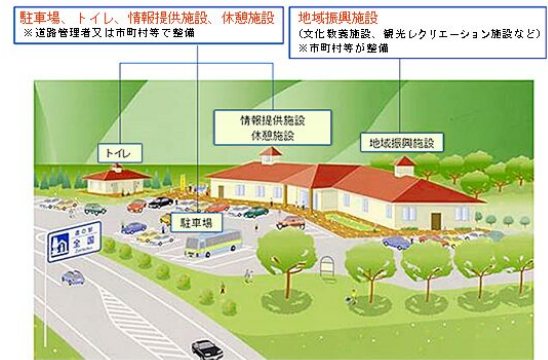 駐車場、トイレ、情報提供施設、休憩施設
※道路管理者又は市町村等で整備
地域振興施設
(文化教養施設、観光レクリエーション施設など)
※市町村等が整備
情報提供施設
休憩施設
トイレ
地域振興施設
駐車場
道の駅
全国